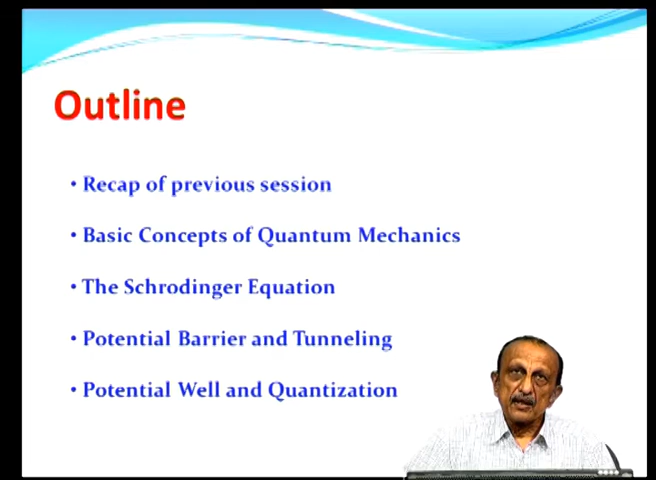 Outline
• Recap of previous session
• Basic Concepts of Quantum Mechanics
• The Schrodinger Equation
• Potential Barrier and Tunneling
• Potential Well and Quantization